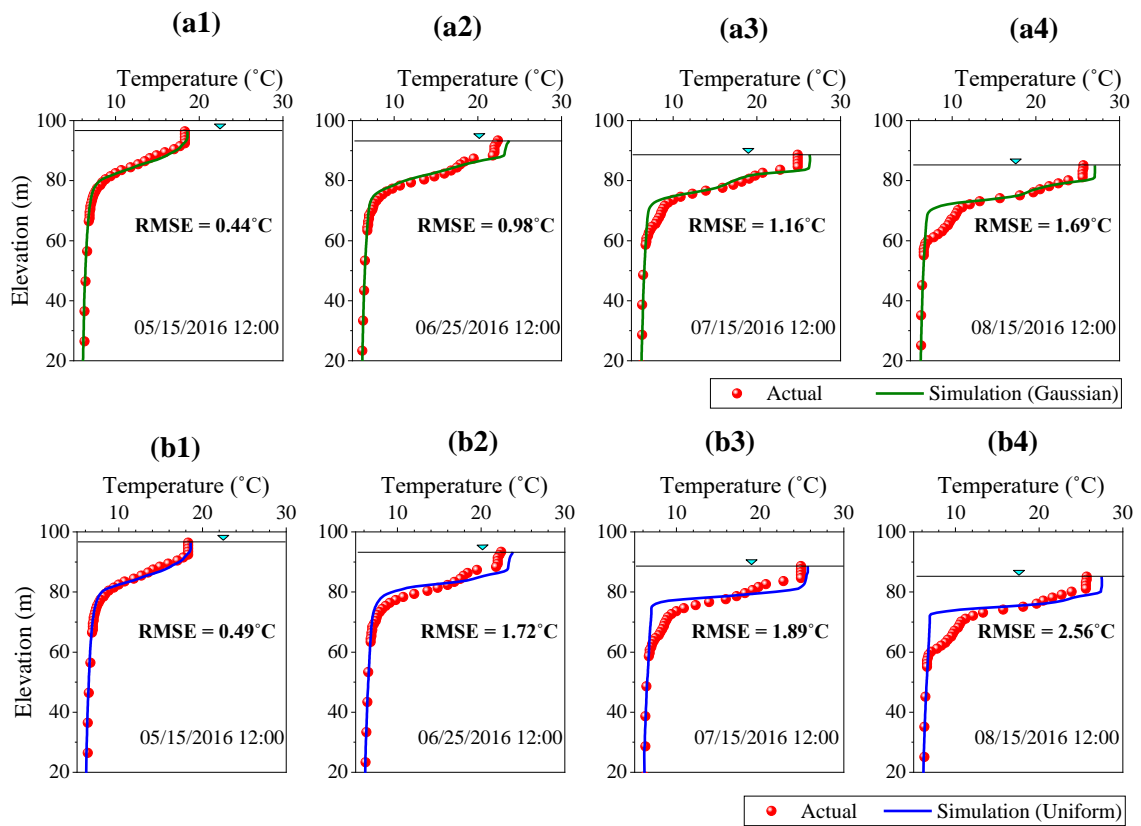 (a1) (a2) (a3) (a4)
Temperature (˚C) Temperature (˚C) Temperature (˚C) Temperature (˚C)
10 20 30 10 20 30 10 20 30 10 20 30
100 100 100 100
80 80 80 80
RMSE = 0.44˚C RMSE = 0.98˚C RMSE = 1.16˚C RMSE = 1.69˚C
60 60 60 60
Elevation (m)
40 40 40 40
05/15/2016 12:00 06/25/2016 12:00 07/15/2016 12:00 08/15/2016 12:00
20 20 20 20
Actual Simulation (Gaussian)
(b1) (b2) (b3) (b4)
Temperature (˚C) Temperature (˚C) Temperature (˚C) Temperature (˚C)
10 20 30 10 20 30 10 20 30 10 20 30
100 100 100 100
80 80 80 80
RMSE = 0.49˚C RMSE = 1.72˚C RMSE = 1.89˚C RMSE = 2.56˚C
60 60 60 60
Elevation (m)
40 40 40 40
05/15/2016 12:00 06/25/2016 12:00 07/15/2016 12:00 08/15/2016 12:00
20 20 20 20
Actual Simulation (Uniform)